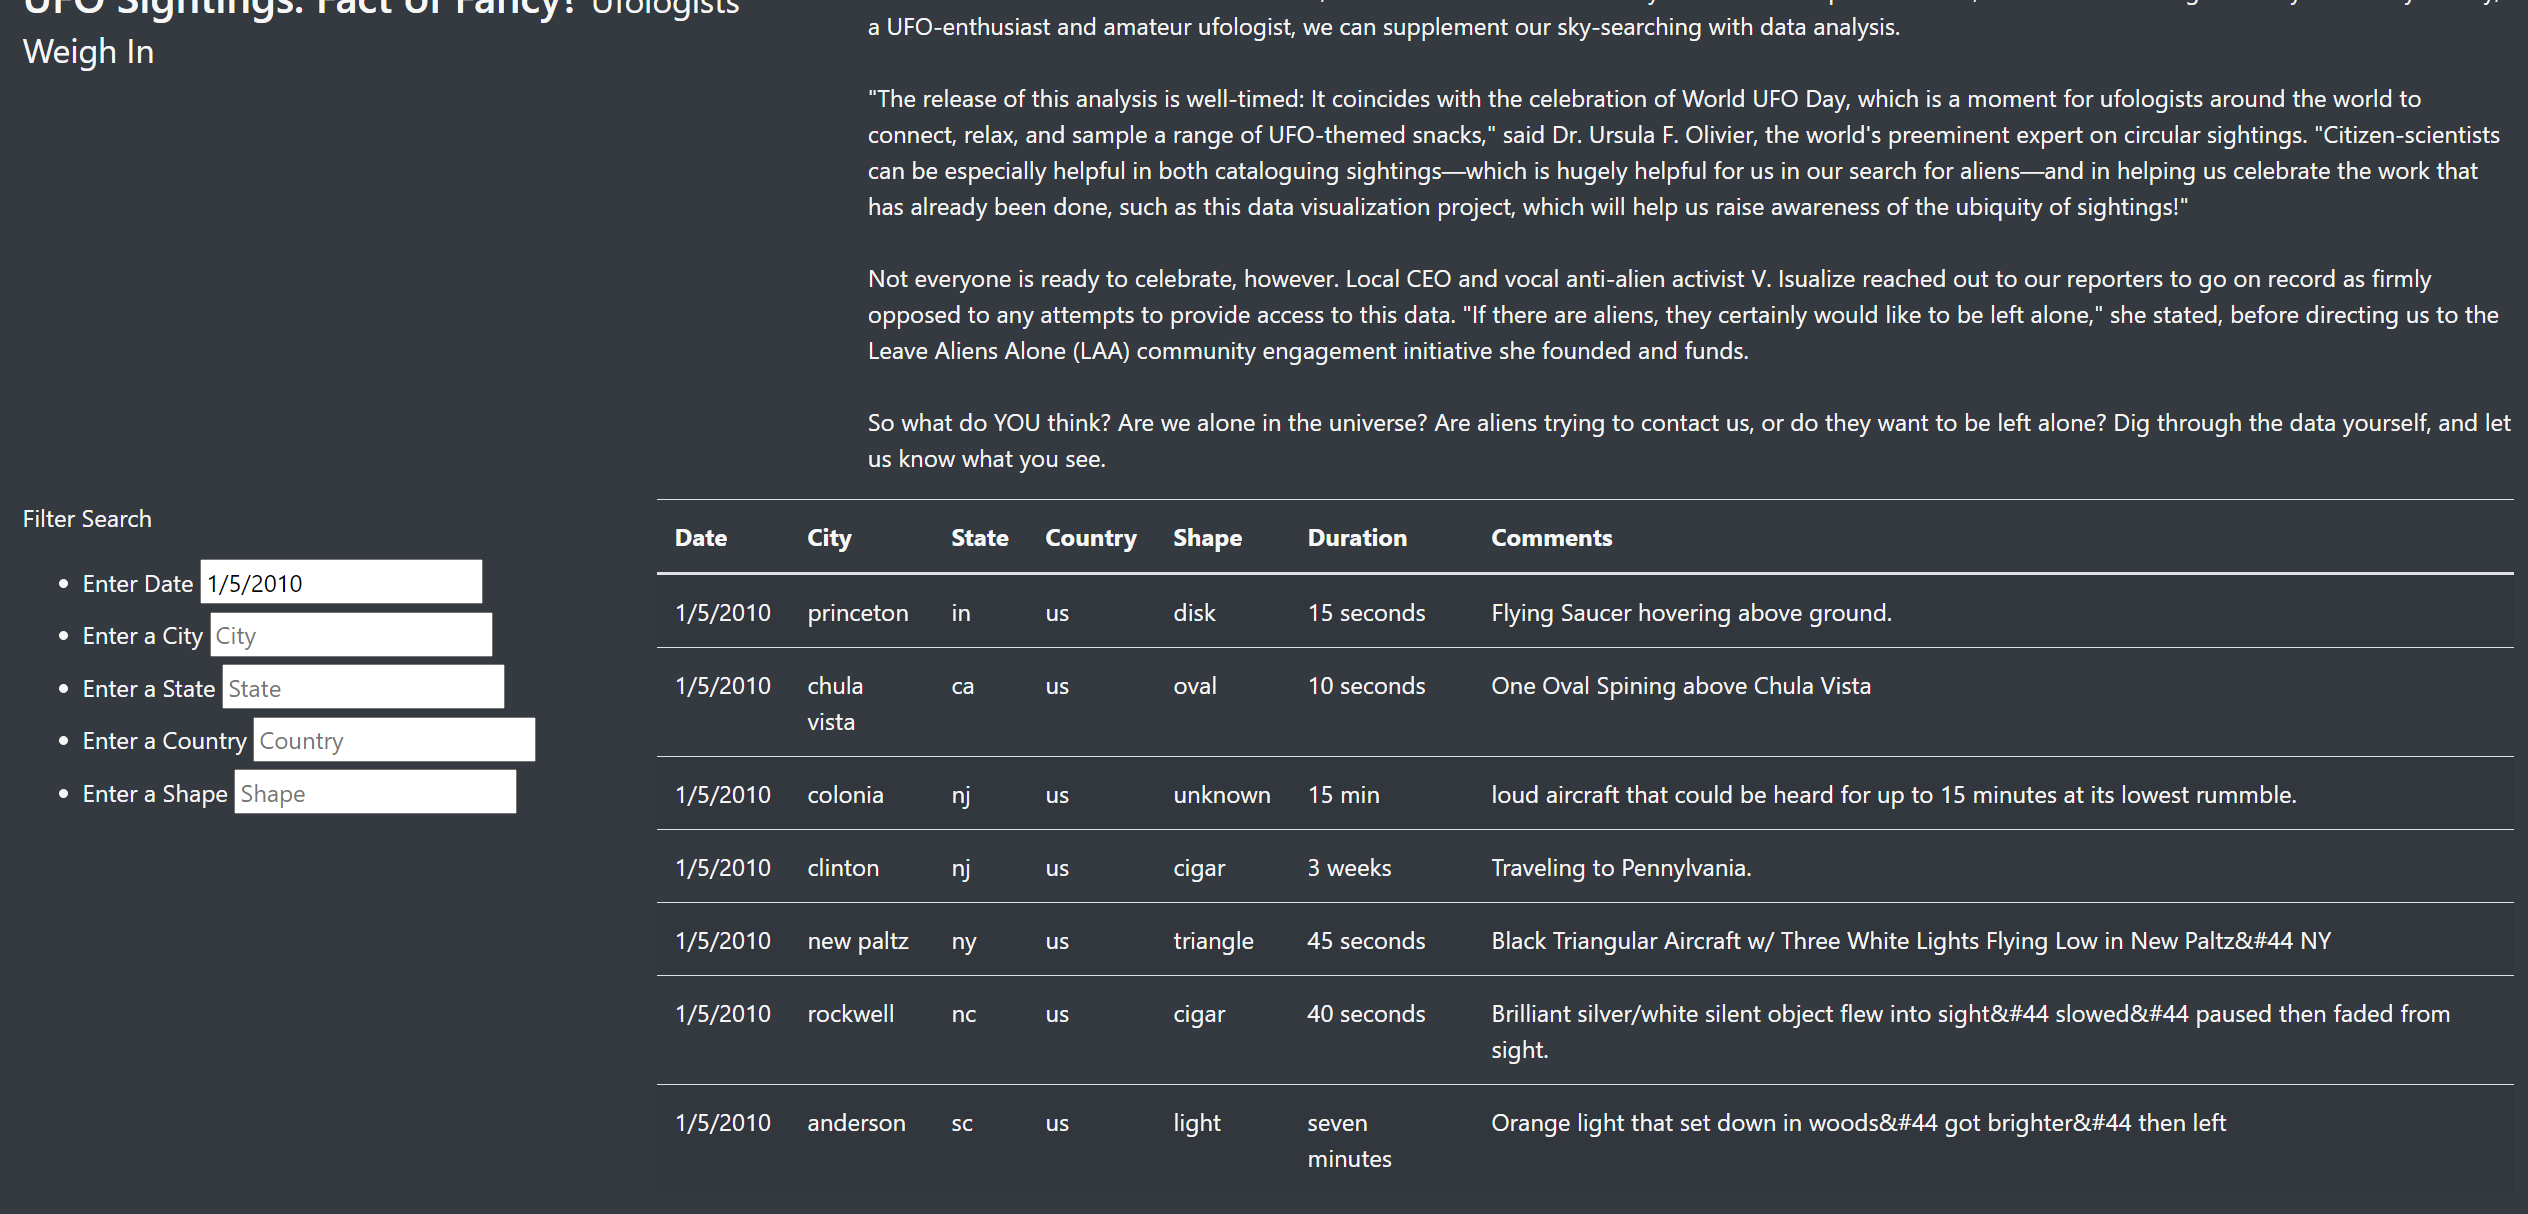 UFO Sightings: Fact or Fancy? Ufologists
Weigh In
a UFO-enthusiast and amateur ufologist, we can supplement our sky-searching with data analysis.
"The release of this analysis is well-timed: It coincides with the celebration of World UFO Day, which is a moment for ufologists around the world to
connect, relax, and sample a range of UFO-themed snacks," said Dr. Ursula F. Olivier, the world's preeminent expert on circular sightings. "Citizen-scientists
can be especially helpful in both cataloguing sightings—which is hugely helpful for us in our search for aliens—and in helping us celebrate the work that
has already been done, such as this data visualization project, which will help us raise awareness of the ubiquity of sightings!"
Not everyone is ready to celebrate, however. Local CEO and vocal anti-alien activist V. Isualize reached out to our reporters to go on record as firmly
opposed to any attempts to provide access to this data. "If there are aliens, they certainly would like to be left alone," she stated, before directing us to the
Leave Aliens Alone (LAA) community engagement initiative she founded and funds.
So what do YOU think? Are we alone in the universe? Are aliens trying to contact us, or do they want to be left alone? Dig through the data yourself, and let
us know what you see.
Filter Search
• Enter Date 1/5/2010
• Enter a City City
• Enter a State State
• Enter a Country Country
• Enter a Shape Shape
Date City State Country Shape Duration Comments
1/5/2010 princeton in us disk 15 seconds Flying Saucer hovering above ground.
1/5/2010 chula ca us oval 10 seconds One Oval Spining above Chula Vista
vista
1/5/2010 colonia nj us unknown 15 min loud aircraft that could be heard for up to 15 minutes at its lowest rummble.
1/5/2010 clinton nj us cigar 3 weeks Traveling to Pennylvania.
1/5/2010 new paltz ny us triangle 45 seconds Black Triangular Aircraft w/ Three White Lights Flying Low in New Paltz&#44 NY
1/5/2010 rockwell nc us cigar 40 seconds Brilliant silver/white silent object flew into sight&#44 slowed&#44 paused then faded from
sight.
1/5/2010 anderson sc us light seven Orange light that set down in woods&#44 got brighter&#44 then left
minutes